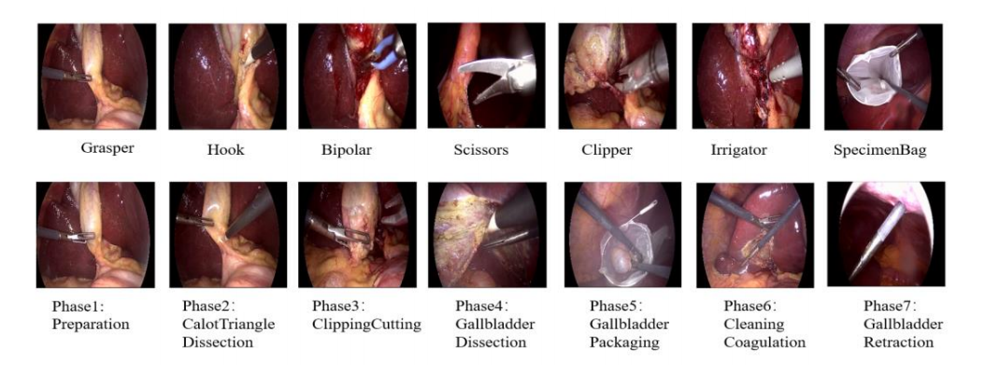 Grasper
Hook
Bipolar
Scissors
Clipper
Irrigator
SpecimenBag
Phase1:
Preparation
Phase2:
CalotTriangle
Dissection
Phase3:
ClippingCutting
Phase4:
Gallbladder
Dissection
Phase5:
Gallbladder
Packaging
Phase6:
Cleaning
Coagulation
Phase7:
Gallbladder
Retraction